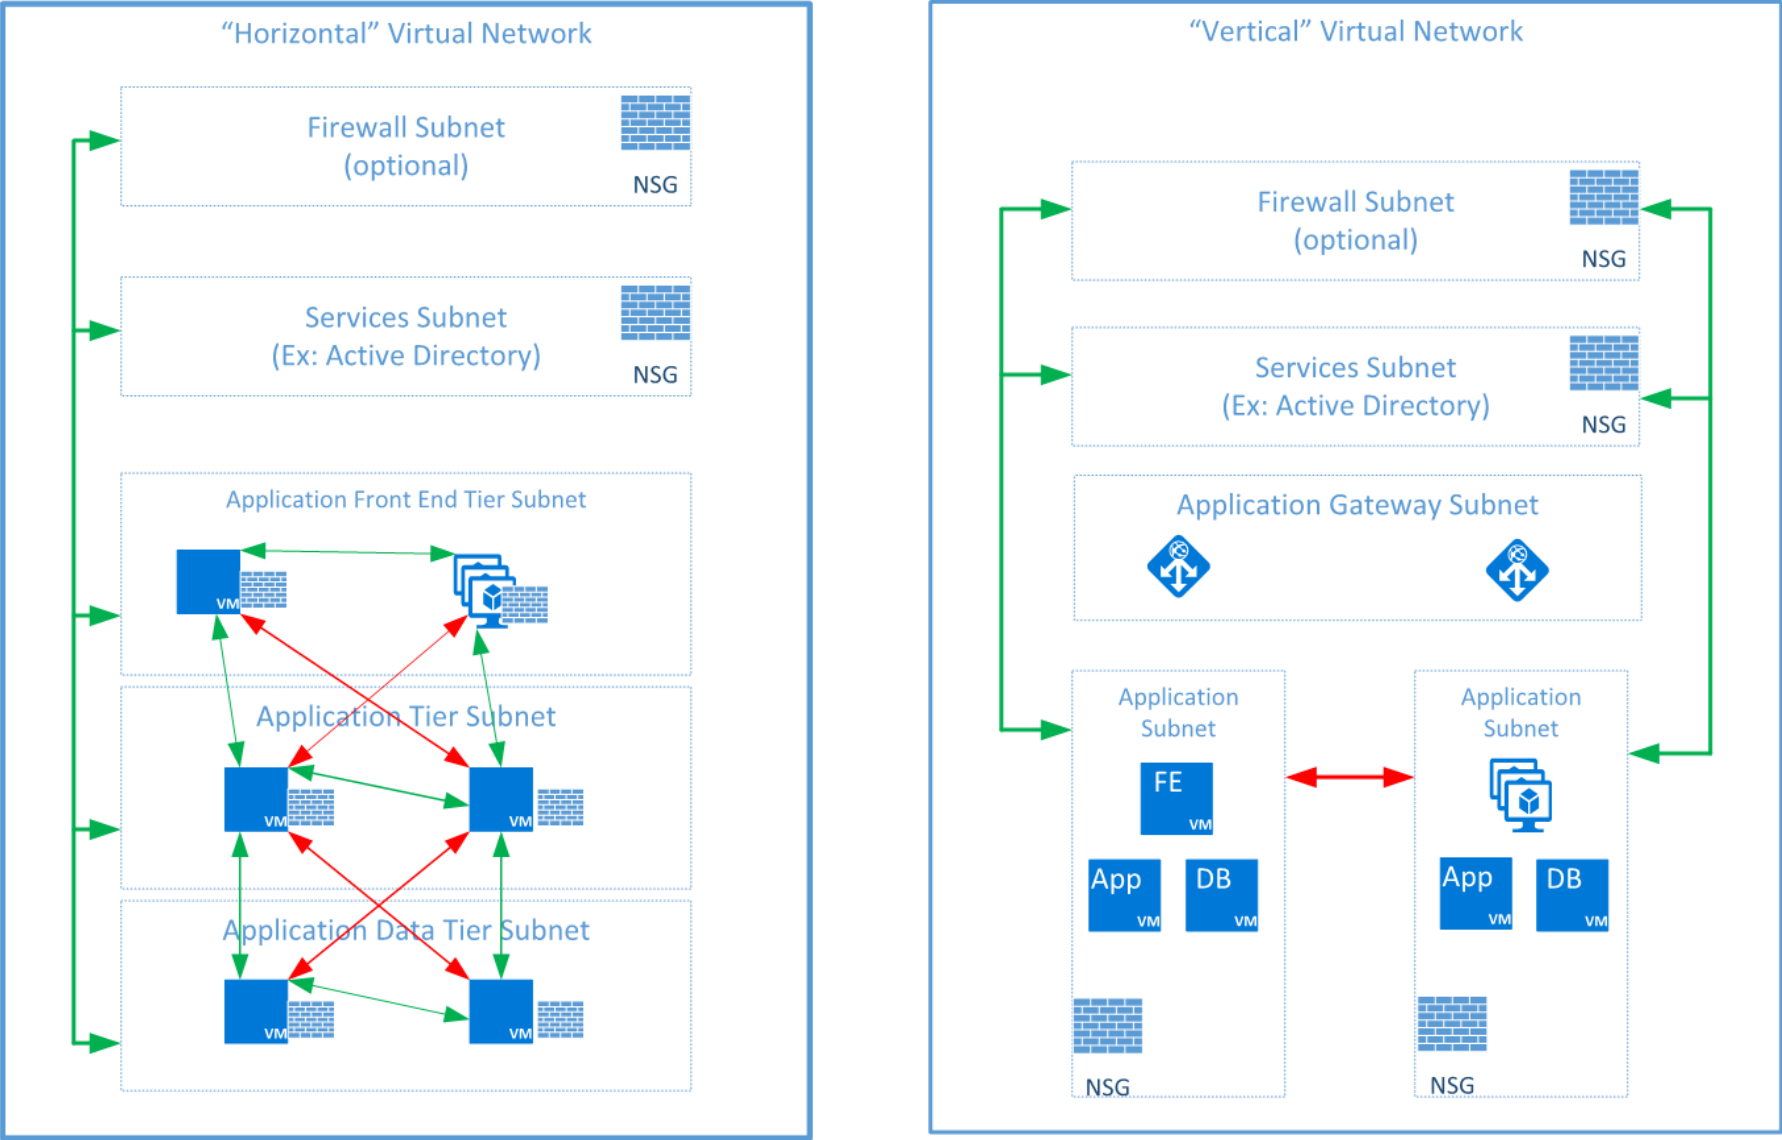 “Horizontal” Virtual Network
Firewall Subnet
(optional)
NSG
Services Subnet
(Ex: Active Directory)
NSG
Application Front End Tier Subnet
VM
Application Tier Subnet
VM
VM
Application Data Tier Subnet
VM
VM
“Vertical” Virtual Network
Firewall Subnet
(optional)
NSG
Services Subnet
(Ex: Active Directory)
NSG
Application Gateway Subnet
Application
Subnet
FE
VM
App
VM
DB
VM
NSG
Application
Subnet
App
VM
DB
VM
NSG